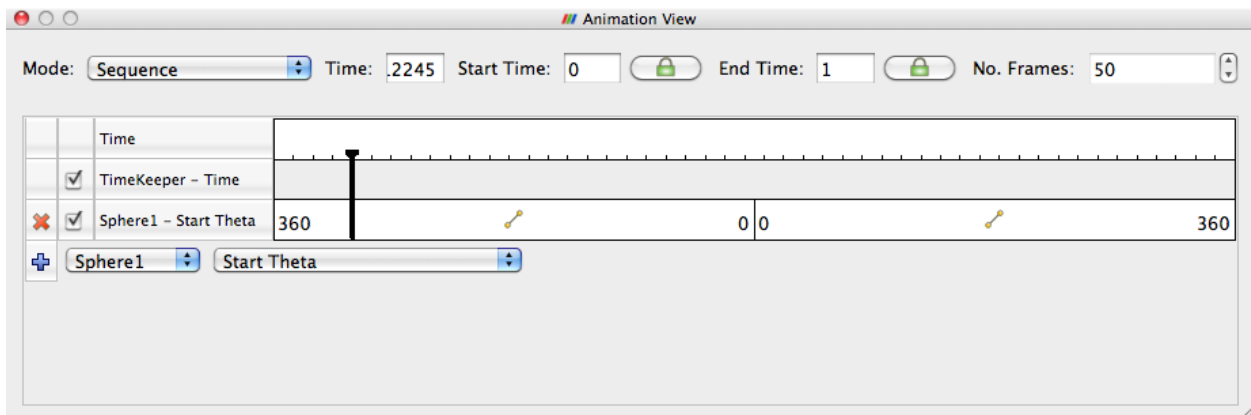 Animation View
Mode: Sequence Time: .2245 Start Time: 0 End Time: 1 No. Frames: 50
Time
TimeKeeper – Time
Sphere1 – Start Theta 360 0 0 360
Sphere1 Start Theta